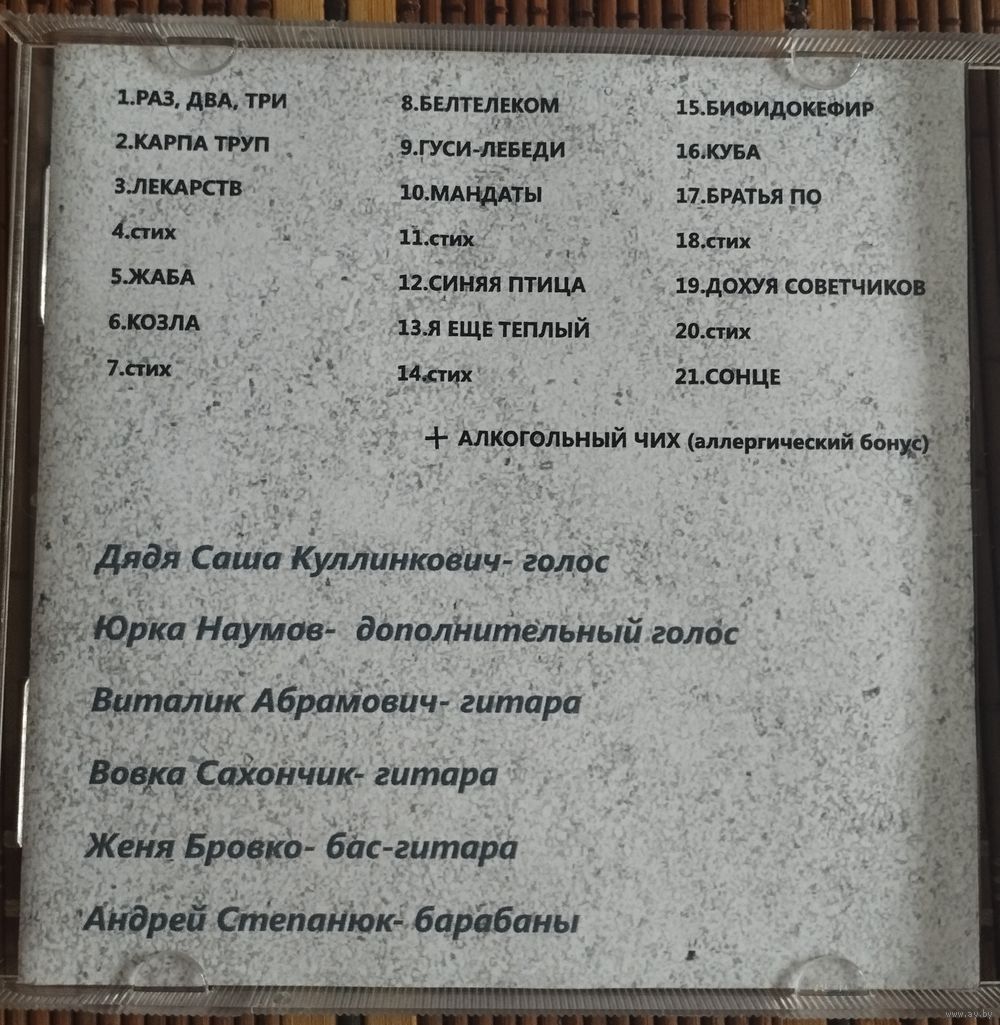 1.РАЗ, ДВА, ТРИ
2.КАРПА ТРУП
3.ЛЕКАРСТВ
4.стих
5.ЖАБА
6.КОЗЛА
7.стих
8.БЕЛТЕЛЕКОМ
9.ГУСИ-ЛЕБЕДИ
10.МАНДАТЫ
11.стих
12.СИНЯЯ ПТИЦА
13.Я ЕЩЕ ТЕПЛЫЙ
14.стих
15.БИФИДОКЕФИР
16.КУБА
17.БРАТЬЯ ПО
18.стих
19.ДОХУЯ СОВЕТЧИКОВ
20.стих
21.СОНЦЕ
+ АЛКОГОЛЬНЫЙ ЧИХ (аллергический бонус)
Дядя Саша Куллинкович- голос
Юрка Наумов- дополнительный голос
Виталик Абрамович- гитара
Вовка Сахончик- гитара
Женя Бровко- бас-гитара
Андрей Степанюк- барабаны
www.ay.by